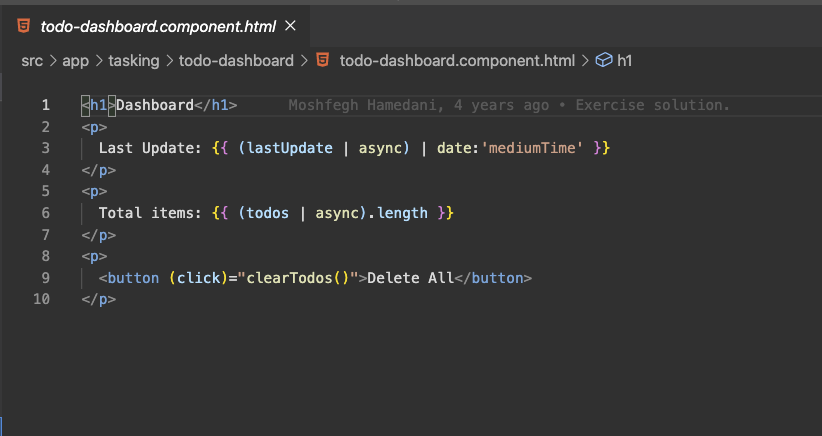 todo-dashboard.component.html ×
src > app > tasking > todo-dashboard > todo-dashboard.component.html > h1
1 <h1>Dashboard</h1> Moshfegh Hamedani, 4 years ago • Exercise solution.
2 <p>
3 Last Update: {{ (lastUpdate | async) | date:'mediumTime' }}
4 </p>
5 <p>
6 Total items: {{ (todos | async).length }}
7 </p>
8 <p>
9 <button (click)="clearTodos()">Delete All</button>
10 </p>